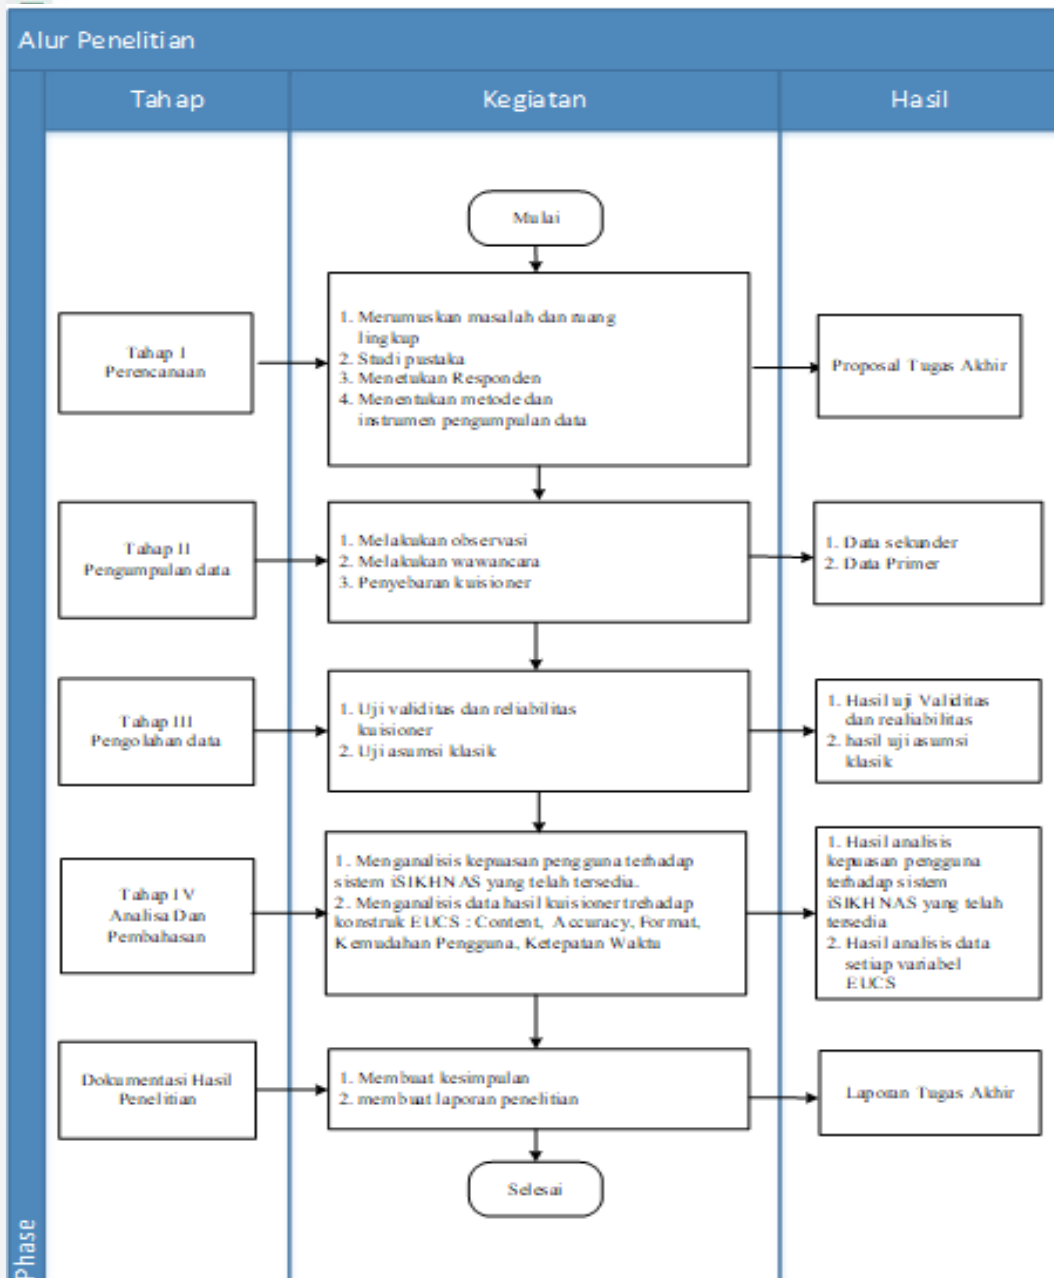 Alur Penelitian
Tahap
Kegiatan
Hasil
Mulai
Tahap I
Perencanaan
1. Merumuskan masalah dan ruang
lingkup
2. Studi pustaka
3. Menetukan Responden
4. Menentukan metode dan
instrumen pengumpulan data
Proposal Tugas Akhir
Tahap II
Pengumpulan data
1. Melakukan observasi
2. Melakukan wawancara
3. Penyebaran kuisioner
1. Data sekunder
2. Data Primer
Tahap III
Pengolahan data
1. Uji validitas dan reliabilitas
kuisioner
2. Uji asumsi klasik
1. Hasil uji Validitas
dan realiabilitas
2. hasil uji asumsi
klasik
Tahap IV
Analisa Dan
Pembahasan
1. Menganalisis kepuasan pengguna terhadap
sistem iSIKHNAS yang telah tersedia.
2. Menganalisis data hasil kuisioner trehadap
konstruk EUCS : Content, Accuracy, Format,
Kemudahan Pengguna, Ketepatan Waktu
1. Hasil analisis
kepuasan pengguna
terhadap sistem
iSIKHNAS yang telah
tersedia
2. Hasil analisis data
setiap variabel
EUCS
Dokumentasi Hasil
Penelitian
1. Membuat kesimpulan
2. membuat laporan penelitian
Laporan Tugas Akhir
Selesai
Phase